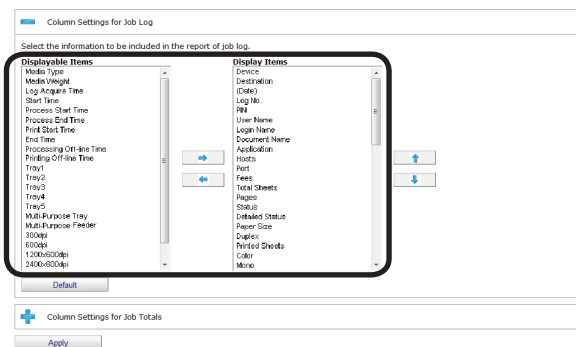 Column Settings for Job Log
Select the information to be included in the report of job log.
Displayable Items
Media Type
Media Weight
Log Acquire Time
Start Time
Process Start Time
Process End Time
Print Start Time
End Time
Processing Off-line Time
Printing Off-line Time
Tray1
Tray2
Tray3
Tray4
Tray5
Multi-Purpose Tray
Multi-Purpose Feeder
300dpi
600dpi
1200x600dpi
2400x600dpi
Display Items
Device
Destination
(Date)
Log No.
PIN
User Name
Login Name
Document Name
Application
Hosts
Port
Fees
Total Sheets
Pages
Status
Detailed Status
Paper Size
Duplex
Printed Sheets
Color
Mono
Default
Column Settings for Job Totals
Apply